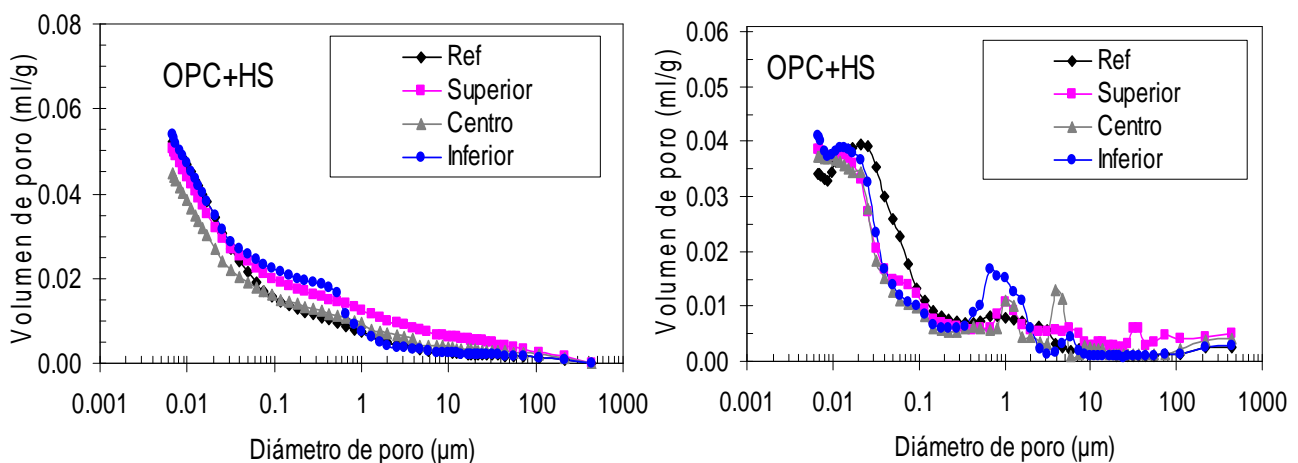 0.08
0.06
0.04
0.02
0.00
Volumen de poro (ml/g)
OPC+HS
Ref
Superior
Centro
Inferior
0.001 0.01 0.1 1 10 100 1000
Diámetro de poro (µm)
0.06
0.05
0.04
0.03
0.02
0.01
0.00
Volumen de poro (ml/g)
OPC+HS
Ref
Superior
Centro
Inferior
0.001 0.01 0.1 1 10 100 1000
Diámetro de poro (µm)